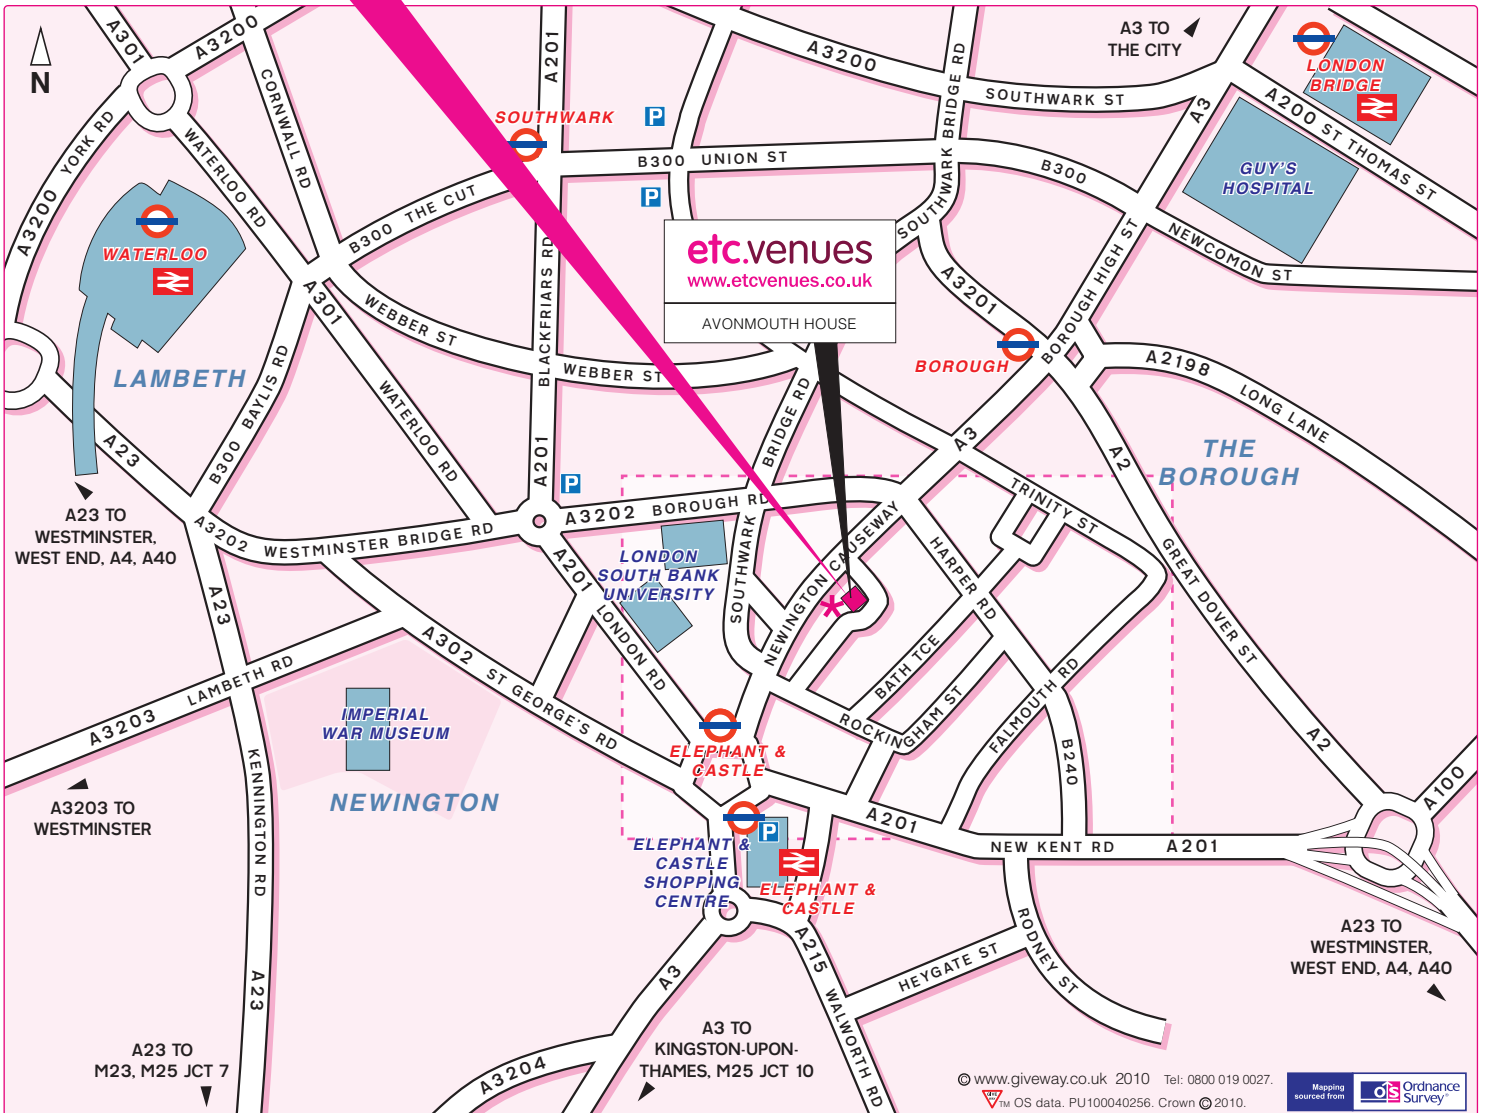 N
A301
A3200
A201
CORNWALL RD
A3200
A3 TO
THE CITY
LONDON
BRIDGE
SOUTHWARK BRIDGE RD
SOUTHWARK ST
A3
A200 ST THOMAS ST
A3200 YORK RD
WATERLOO RD
SOUTHWARK
P
B300 UNION ST
B300
GUY'S
HOSPITAL
P
B300 THE CUT
WATERLOO
SOUTHWARK
etc.venues
www.etcvenues.co.uk
AVONMOUTH HOUSE
NEWCOMON ST
BLACKFRIARS RD
A3201
BOROUGH HIGH ST
A301
WEBBER ST
WEBBER ST
BOROUGH
A2198
LONG LANE
LAMBETH
B300 BAYLIS RD
WATERLOO RD
BRIDGE RD
A3
A2
THE
BOROUGH
A23
A201
P
A23 TO
WESTMINSTER,
WEST END, A4, A40
A3202
WESTMINSTER BRIDGE RD
A3202 BOROUGH RD
TRINITY ST
LONDON
SOUTH BANK
UNIVERSITY
SOUTHWARK
NEWINGTON CAUSEWAY
HARPER RD
GREAT DOVER ST
A201
LONDON RD
*
A23
A302
ST GEORGE'S RD
BATH TCE
LAMBETH RD
A3203
IMPERIAL
WAR MUSEUM
ROCKINGHAM ST
FALMOUTH RD
B240
A2
ELEPHANT &
CASTLE
KENNINGTON RD
NEWINGTON
A3203 TO
WESTMINSTER
A100
A201
NEW KENT RD
A201
P
ELEPHANT &
CASTLE
SHOPPING
CENTRE
ELEPHANT &
CASTLE
A23
A3
A215
WALWORTH RD
HEYGATE ST
RODNEY ST
A23 TO
WESTMINSTER,
WEST END, A4, A40
A23 TO
M23, M25 JCT 7
A3204
A3 TO
KINGSTON-UPON-
THAMES, M25 JCT 10
© www.giveway.co.uk 2010 Tel: 0800 019 0027.
TM OS data. PU100040256. Crown © 2010.
Mapping
sourced from
OS Ordnance
Survey®